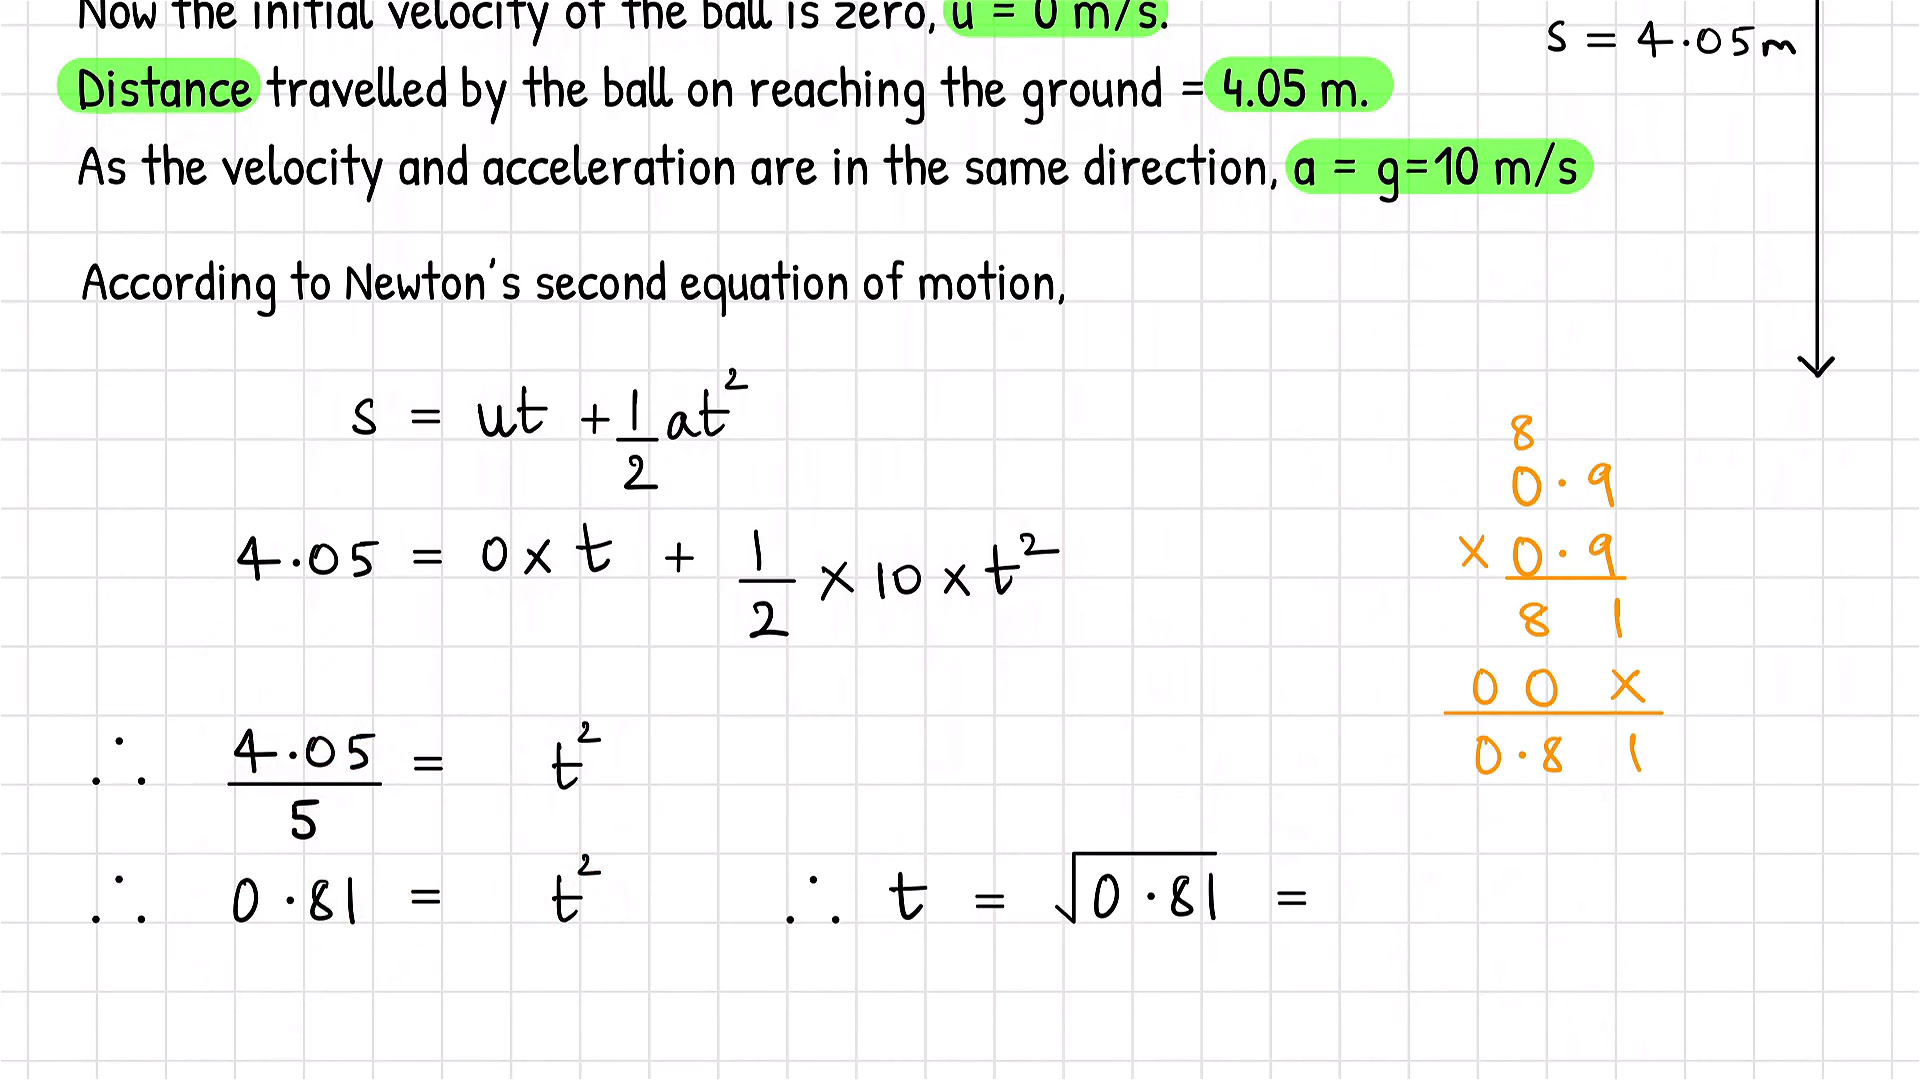 Now the initial velocity of the ball is zero, u = 0 m/s.
s = 4.05m
Distance travelled by the ball on reaching the ground = 4.05 m.
As the velocity and acceleration are in the same direction, a = g=10 m/s
According to Newton's second equation of motion,
s = ut + 1/2 at²
4.05 = 0 x t + 1/2 x 10 x t²
∴ 4.05/5 = t²
∴ 0.81 = t² ∴ t = √0.81 =
8
0.9
x 0.9
8 1
0 0 x
0.8 1